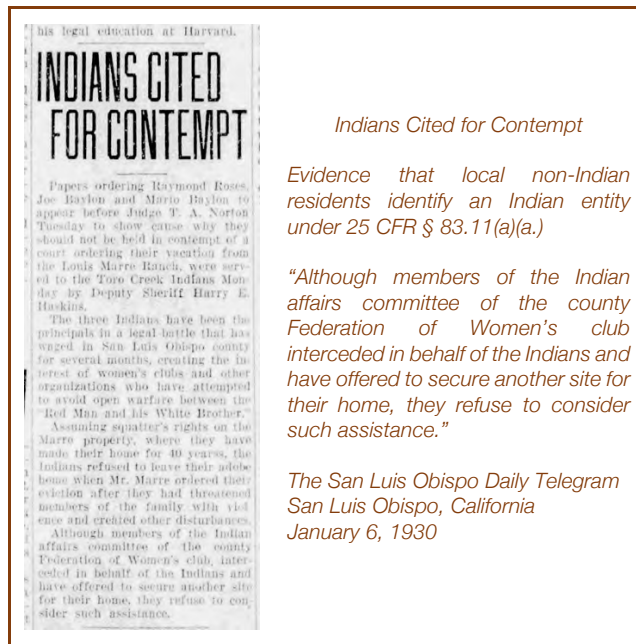 his legal education at Harvard.
INDIANS CITED
FOR CONTEMPT
Papers ordering Raymond Roses,
Joe Baylon and Mario Baylon to
appear before Judge T. A. Norton
Tuesday to show cause why they
should not be held in contempt of a
court ordering their vacation from
the Louis Marre Ranch, were serv-
ed to the Toro Creek Indians Mon-
day by Deputy Sheriff Harry E.
Haskins.
The three Indians have been the
principals in a legal battle that has
waged in San Luis Obispo county
for several months, creating the in-
terest of women's clubs and other
organizations who have attempted
to avoid open warfare between the
"Red Man and his White Brother."
Assuming squatter's rights on the
Marre property, where they have
made their home for 40 yearss, the
Indians refused to leave their adobe
home when Mr. Marre ordered their
eviction after they had threatened
members of the family with viol-
ence and crehted other disturbances.
Although members of the Indian
affairs committee of the county
Federation of Women's club, inter-
ceded in behalf of the Indians and
have offered to secure another site
for their home, they refuse to con-
sider such assistance.
Indians Cited for Contempt
Evidence that local non-Indian
residents identify an Indian entity
under 25 CFR § 83.11(a)(a.)
“Although members of the Indian
affairs committee of the county
Federation of Women’s club
interceded in behalf of the Indians and
have offered to secure another site for
their home, they refuse to consider
such assistance.”
The San Luis Obispo Daily Telegram
San Luis Obispo, California
January 6, 1930